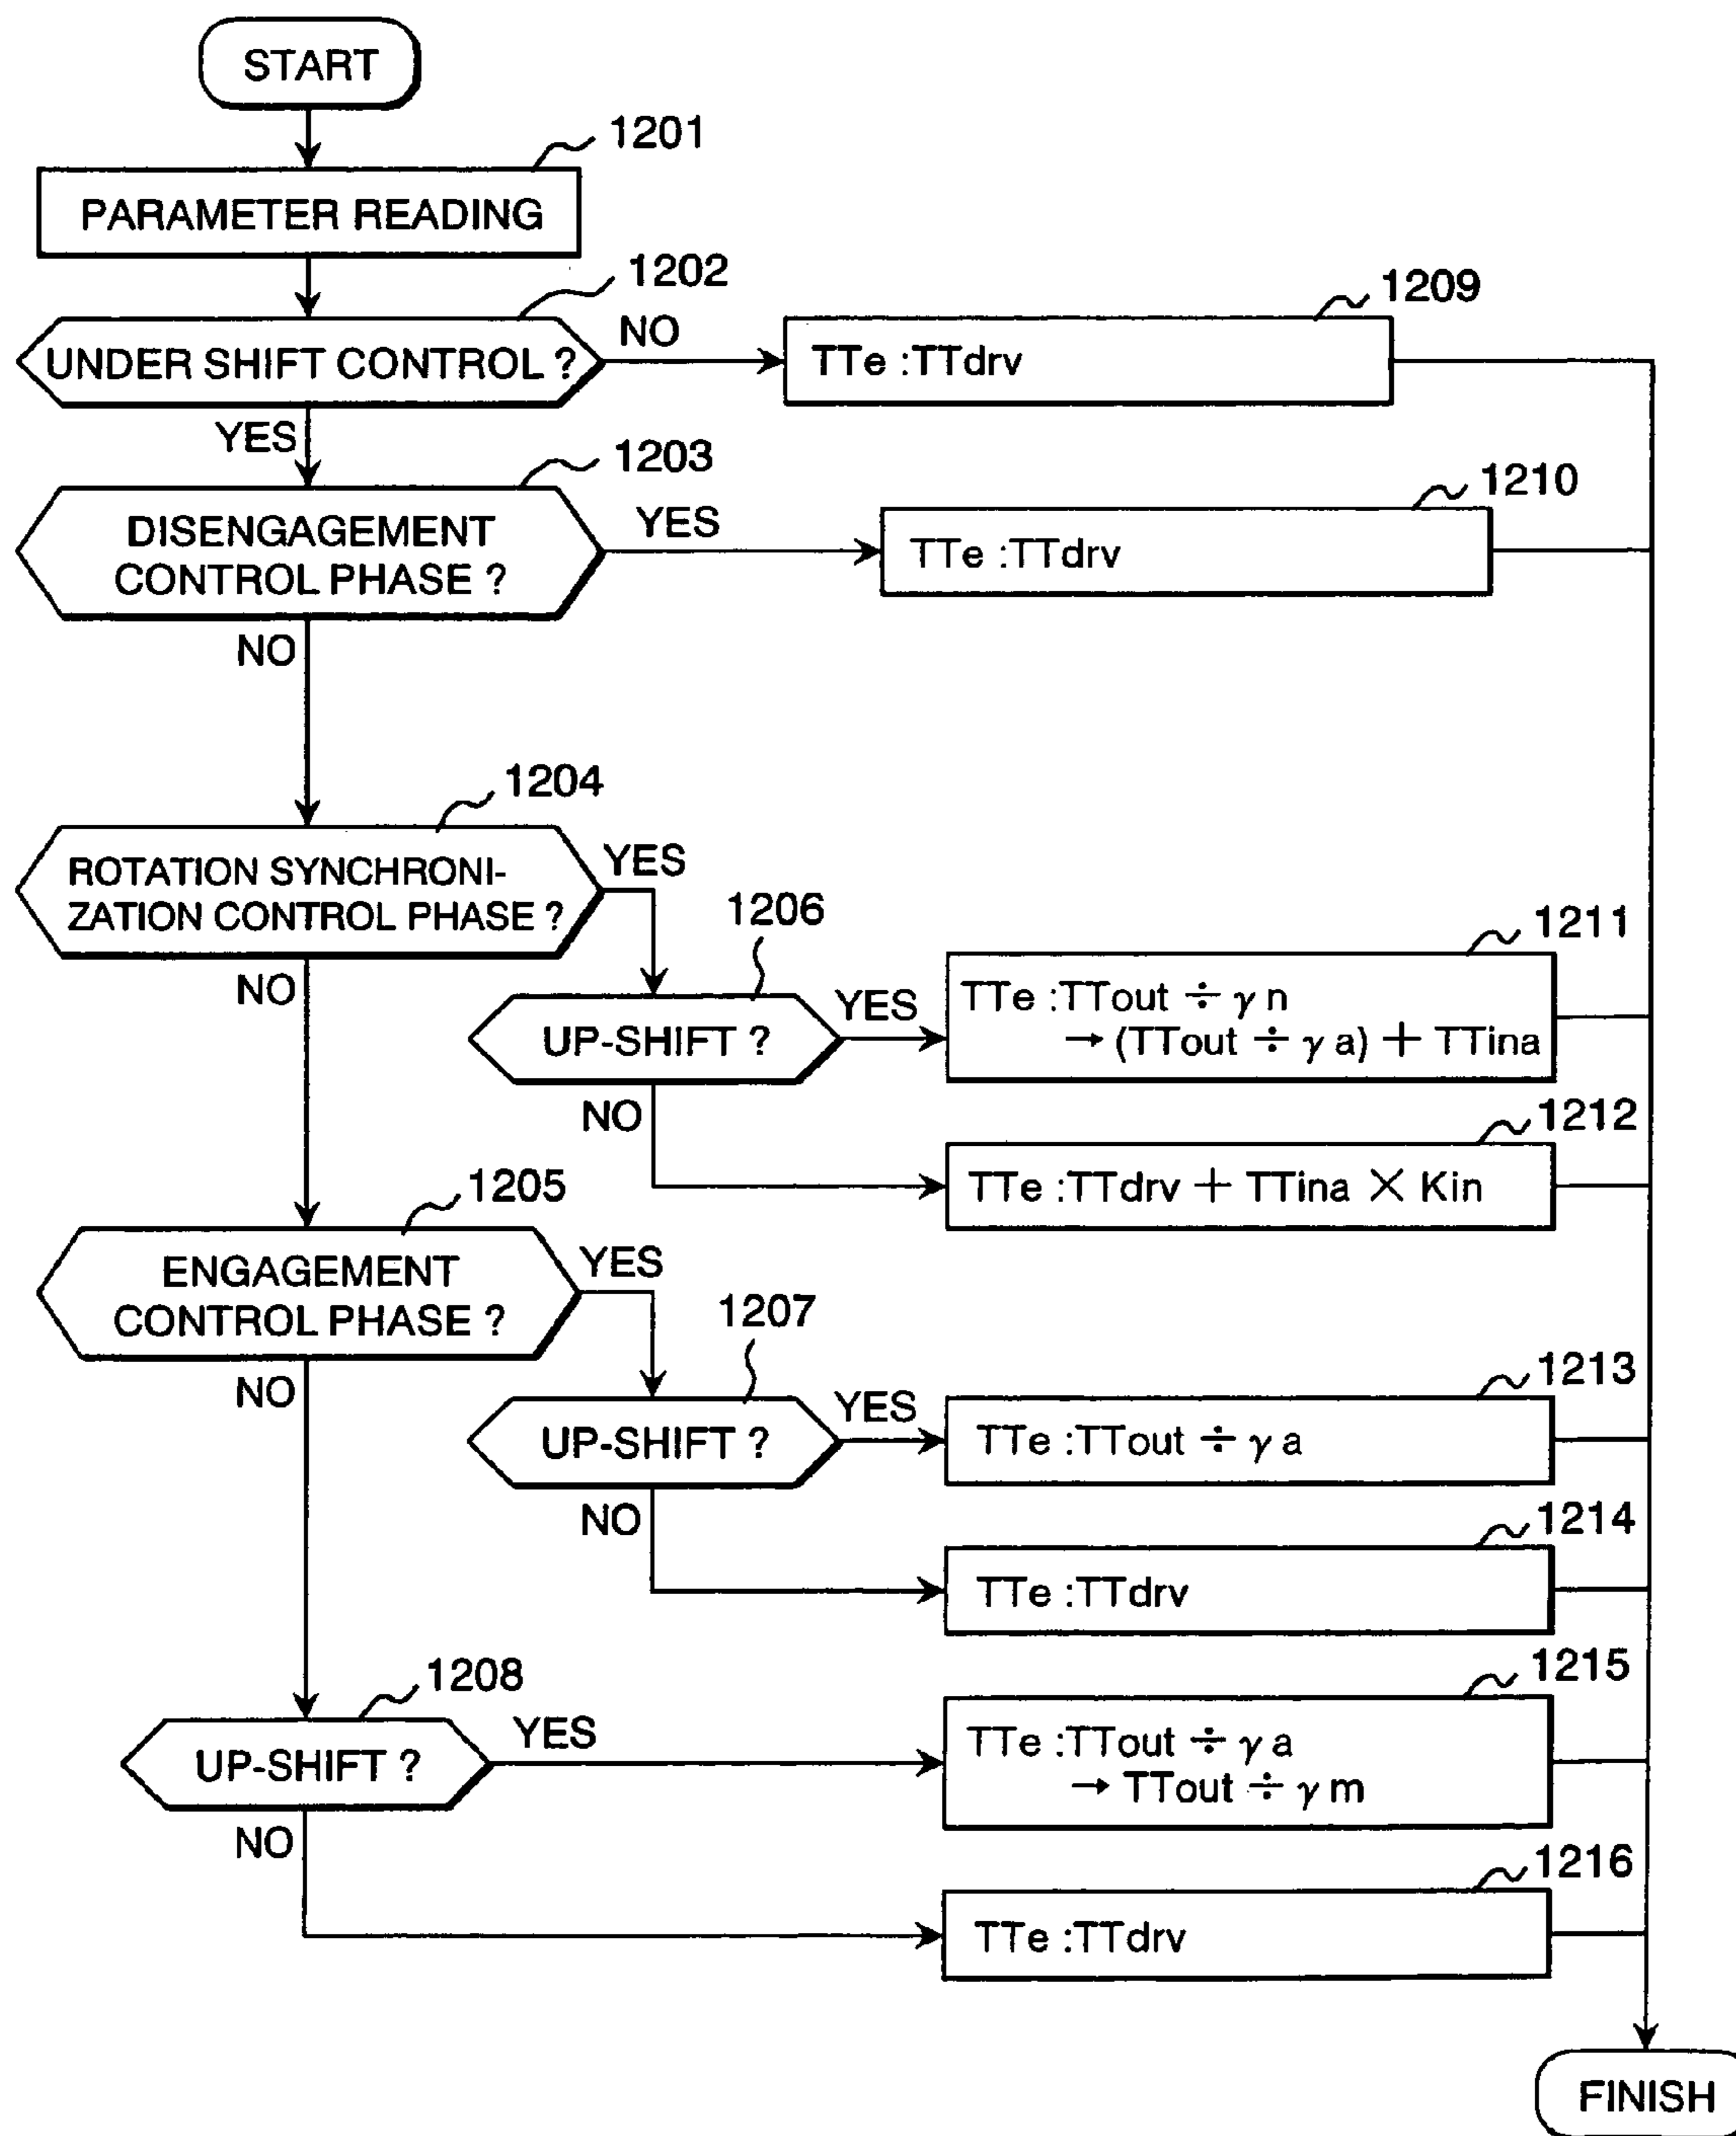 START
1201
PARAMETER READING
1202
UNDER SHIFT CONTROL ?
NO
1209
TTe :TTdrv
YES
1203
DISENGAGEMENT
CONTROL PHASE ?
YES
1210
TTe :TTdrv
NO
1204
ROTATION SYNCHRONI-
ZATION CONTROL PHASE ?
YES
1206
UP-SHIFT ?
YES
1211
TTe :TTout ÷ γ n
→ (TTout ÷ γ a) + TTina
NO
1212
TTe :TTdrv + TTina × Kin
NO
1205
ENGAGEMENT
CONTROL PHASE ?
YES
1207
UP-SHIFT ?
YES
1213
TTe :TTout ÷ γ a
NO
1214
TTe :TTdrv
NO
1208
UP-SHIFT ?
YES
1215
TTe :TTout ÷ γ a
→ TTout ÷ γ m
NO
1216
TTe :TTdrv
FINISH